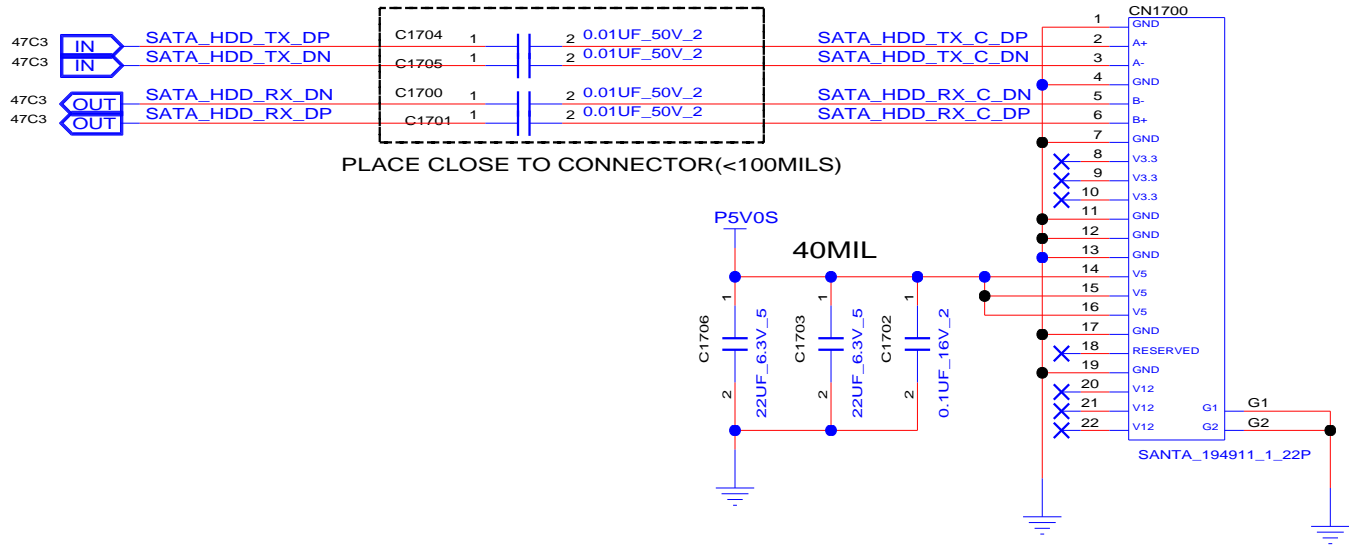 CN1700
1 GND
47C3 IN SATA_HDD_TX_DP C1704 1 2 0.01UF_50V_2 SATA_HDD_TX_C_DP 2 A+
47C3 IN SATA_HDD_TX_DN C1705 1 2 0.01UF_50V_2 SATA_HDD_TX_C_DN 3 A-
4 GND
47C3 OUT SATA_HDD_RX_DN C1700 1 2 0.01UF_50V_2 SATA_HDD_RX_C_DN 5 B-
47C3 OUT SATA_HDD_RX_DP C1701 1 2 0.01UF_50V_2 SATA_HDD_RX_C_DP 6 B+
7 GND
PLACE CLOSE TO CONNECTOR(<100MILS)
8 V3.3
9 V3.3
10 V3.3
11 GND
12 GND
13 GND
14 V5
15 V5
16 V5
17 GND
18 RESERVED
19 GND
20 V12
21 V12
22 V12
G1 G1
G2 G2
SANTA_194911_1_22P
P5V0S
40MIL
1 C1706 22UF_6.3V_5 2
1 C1703 22UF_6.3V_5 2
1 C1702 0.1UF_16V_2 2